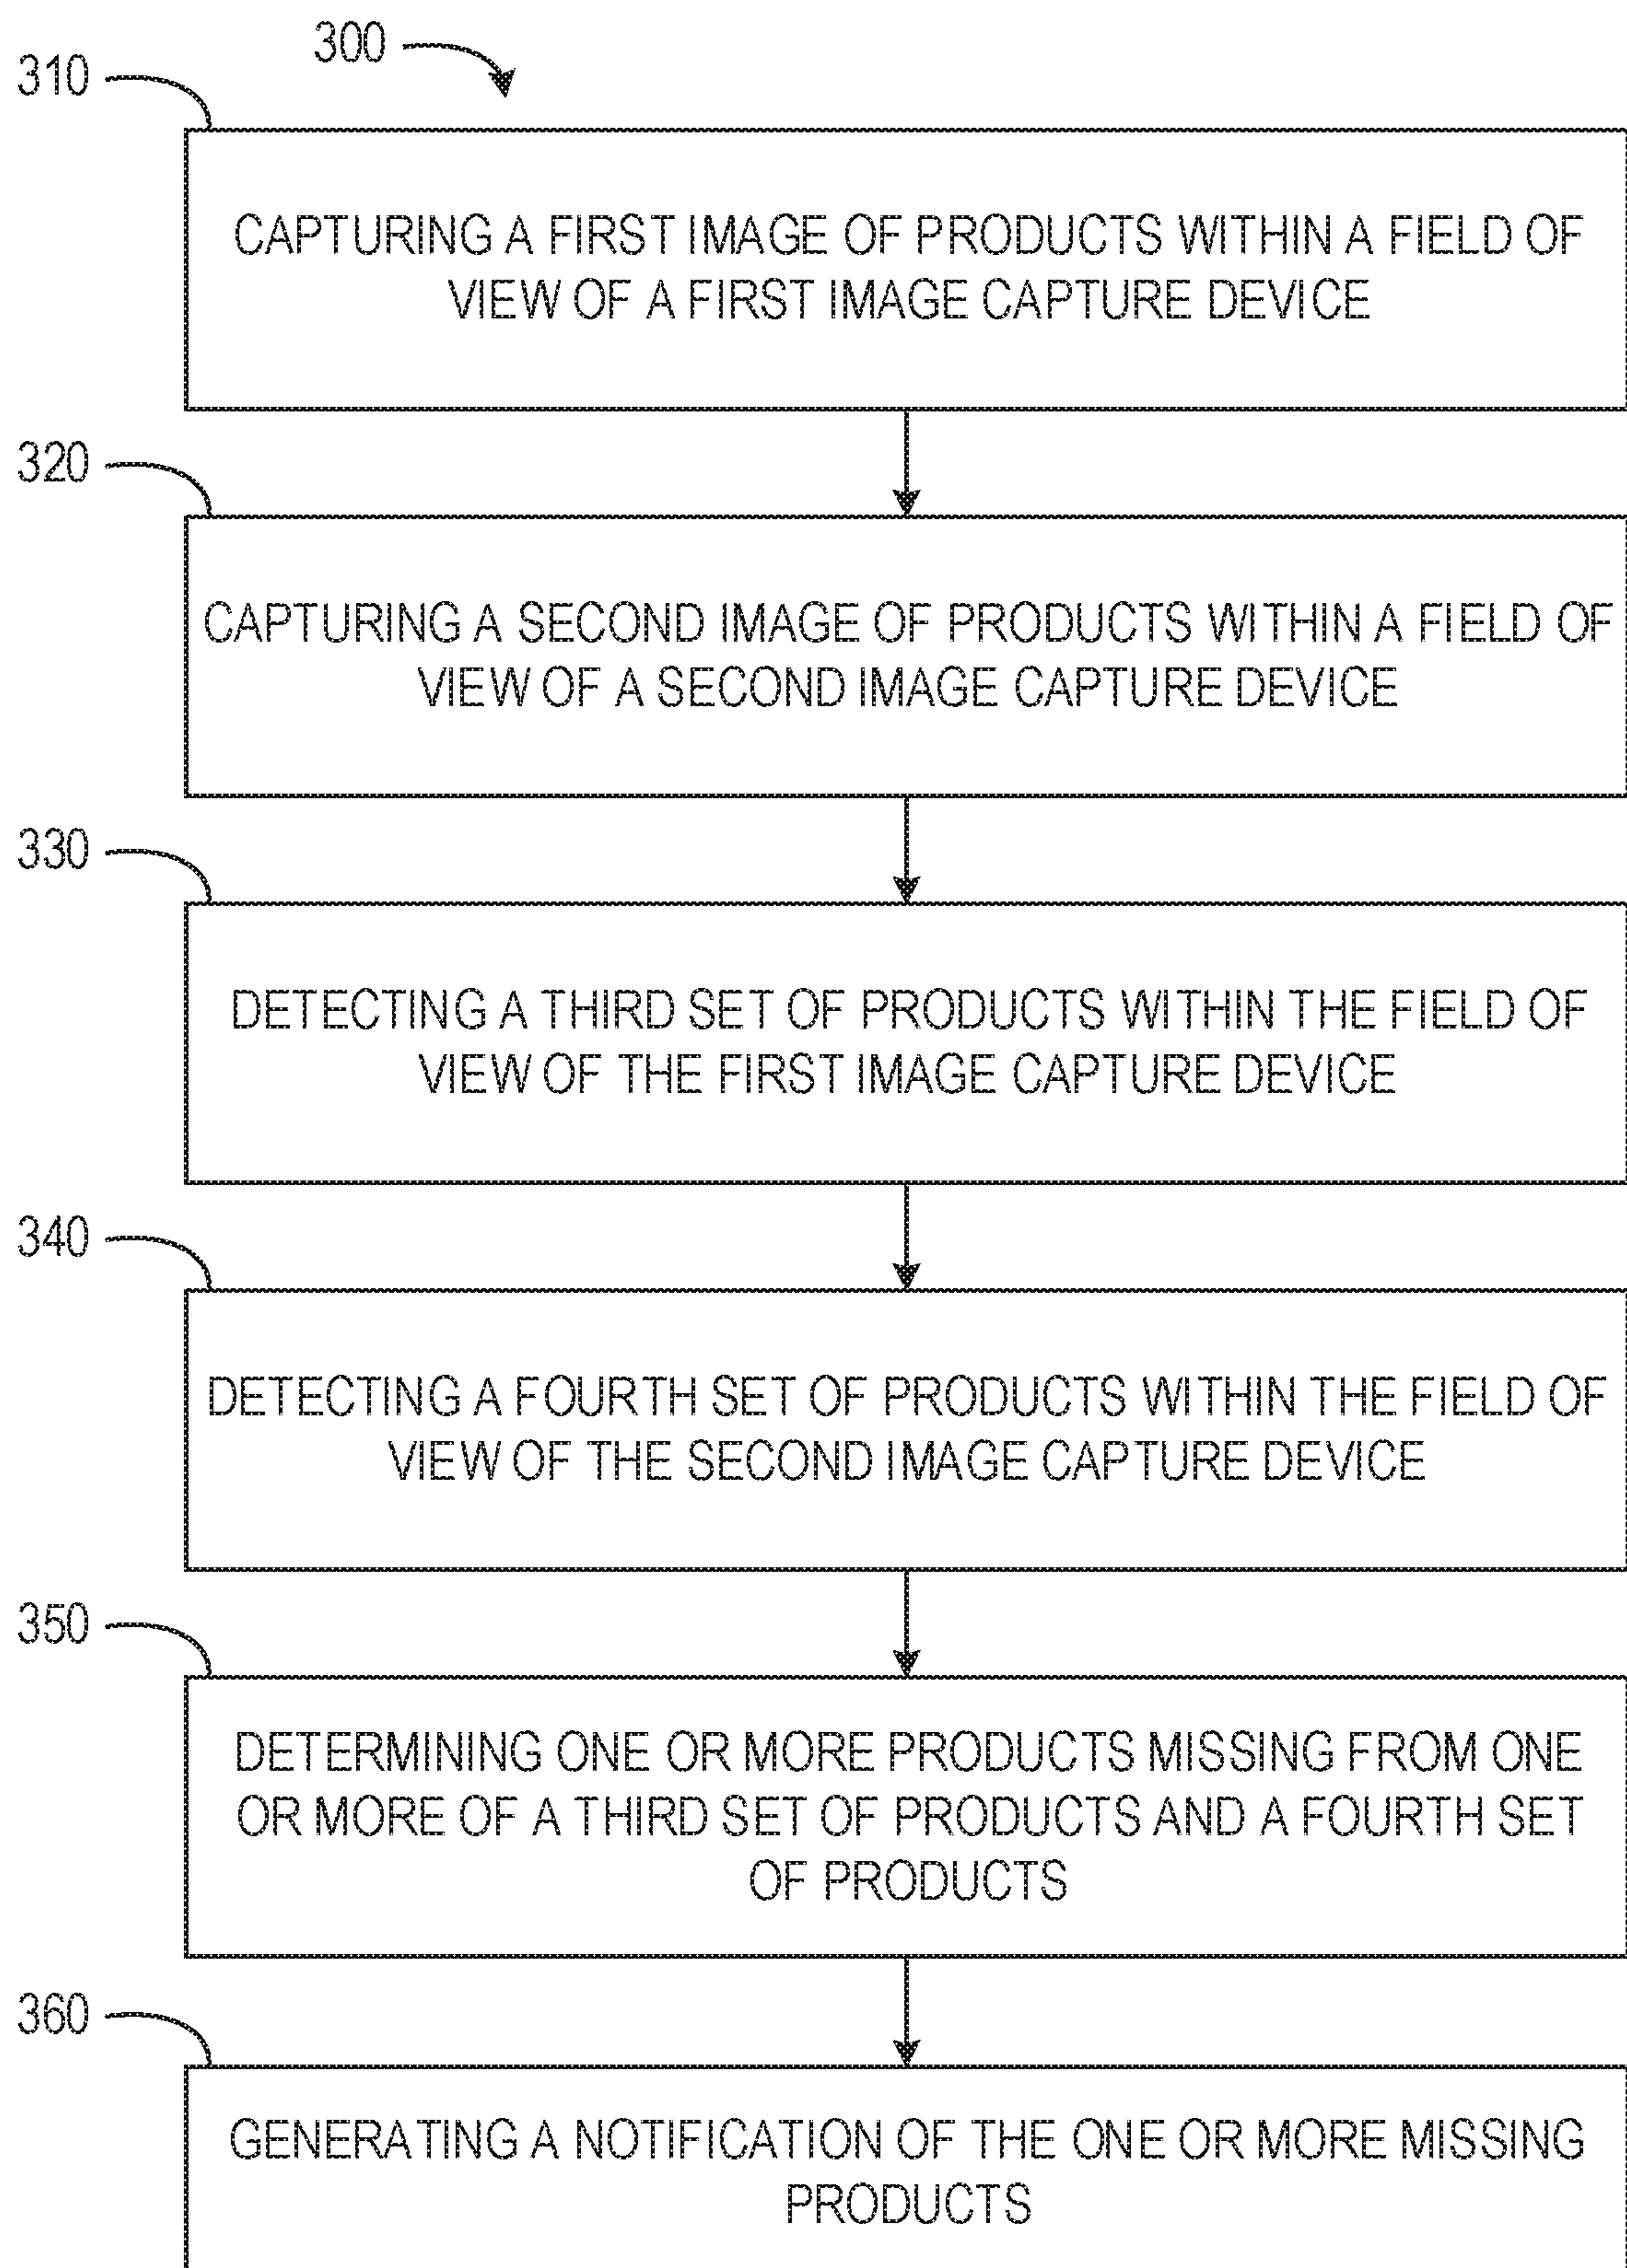 300
310
CAPTURING A FIRST IMAGE OF PRODUCTS WITHIN A FIELD OF
VIEW OF A FIRST IMAGE CAPTURE DEVICE
320
CAPTURING A SECOND IMAGE OF PRODUCTS WITHIN A FIELD OF
VIEW OF A SECOND IMAGE CAPTURE DEVICE
330
DETECTING A THIRD SET OF PRODUCTS WITHIN THE FIELD OF
VIEW OF THE FIRST IMAGE CAPTURE DEVICE
340
DETECTING A FOURTH SET OF PRODUCTS WITHIN THE FIELD OF
VIEW OF THE SECOND IMAGE CAPTURE DEVICE
350
DETERMINING ONE OR MORE PRODUCTS MISSING FROM ONE
OR MORE OF A THIRD SET OF PRODUCTS AND A FOURTH SET
OF PRODUCTS
360
GENERATING A NOTIFICATION OF THE ONE OR MORE MISSING
PRODUCTS